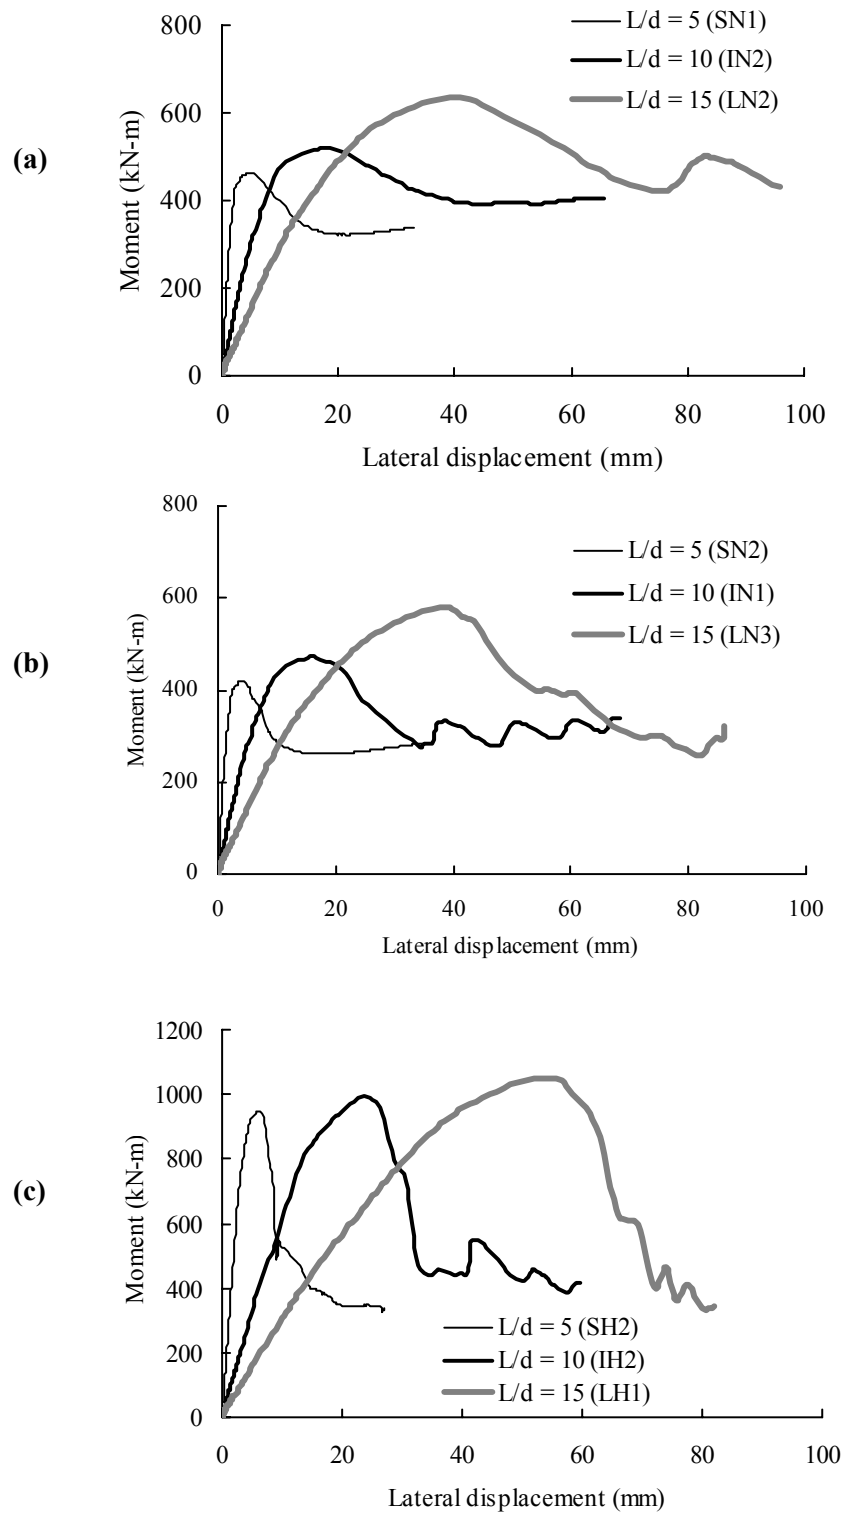 (a)
Moment (kN-m)
800
600
400
200
0
L/d = 5 (SN1)
L/d = 10 (IN2)
L/d = 15 (LN2)
0 20 40 60 80 100
Lateral displacement (mm)
(b)
Moment (kN-m)
800
600
400
200
0
L/d = 5 (SN2)
L/d = 10 (IN1)
L/d = 15 (LN3)
0 20 40 60 80 100
Lateral displacement (mm)
(c)
Moment (kN-m)
1200
1000
800
600
400
200
0
L/d = 5 (SH2)
L/d = 10 (IH2)
L/d = 15 (LH1)
0 20 40 60 80 100
Lateral displacement (mm)